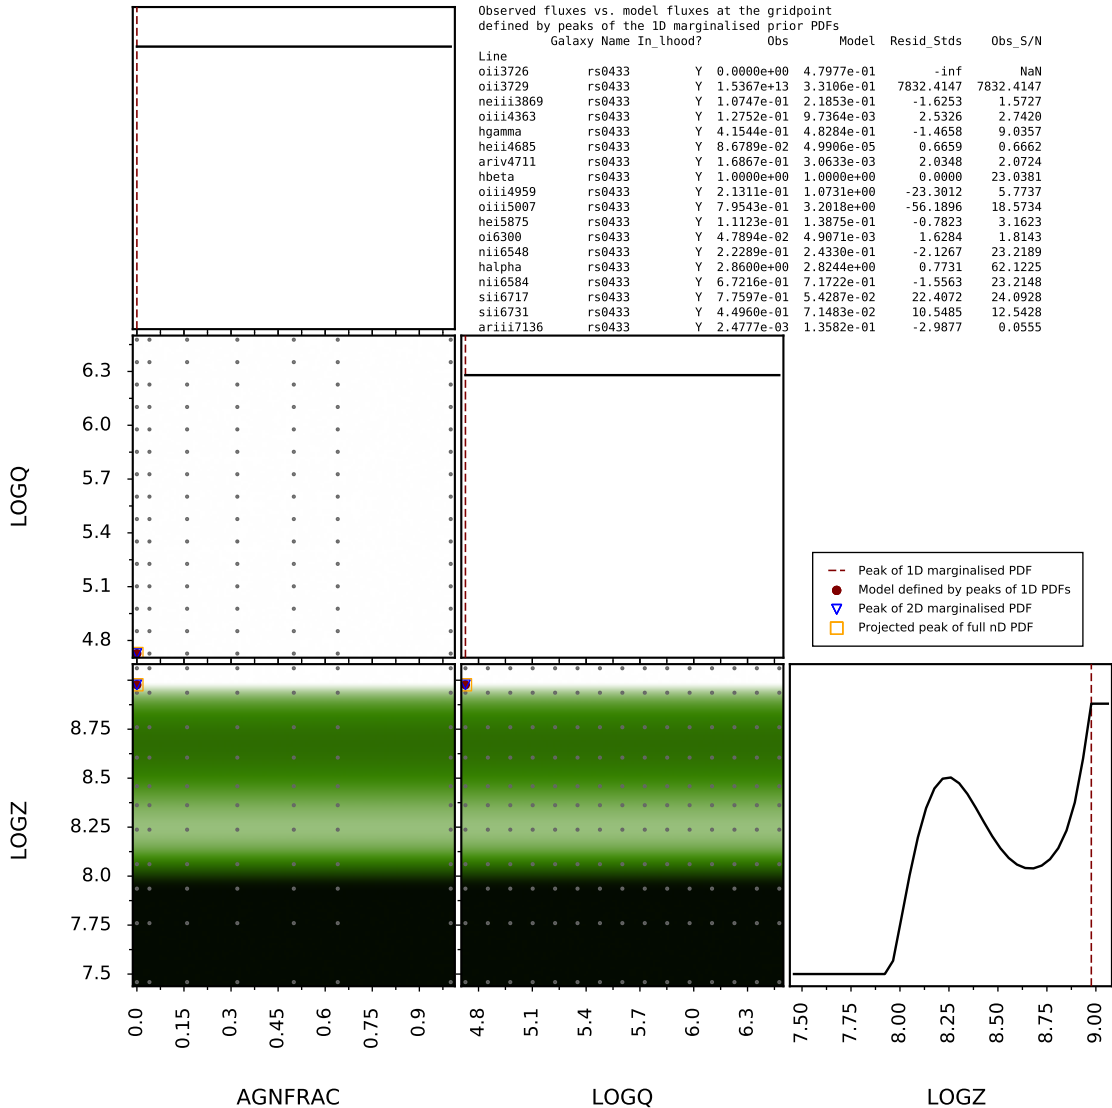 Observed fluxes vs. model fluxes at the gridpoint
defined by peaks of the 1D marginalised prior PDFs
Galaxy Name In_lhood? Obs Model Resid_Stds Obs_S/N
Line
oii3726 rs0433 Y 0.0000e+00 4.7977e-01 -inf NaN
oii3729 rs0433 Y 1.5367e+13 3.3106e-01 7832.4147 7832.4147
neiii3869 rs0433 Y 1.0747e-01 2.1853e-01 -1.6253 1.5727
oiii4363 rs0433 Y 1.2752e-01 9.7364e-03 2.5326 2.7420
hgamma rs0433 Y 4.1544e-01 4.8284e-01 -1.4658 9.0357
heii4685 rs0433 Y 8.6789e-02 4.9906e-05 0.6659 0.6662
ariv4711 rs0433 Y 1.6867e-01 3.0633e-03 2.0348 2.0724
hbeta rs0433 Y 1.0000e+00 1.0000e+00 0.0000 23.0381
oiii4959 rs0433 Y 2.1311e-01 1.0731e+00 -23.3012 5.7737
oiii5007 rs0433 Y 7.9543e-01 3.2018e+00 -56.1896 18.5734
hei5875 rs0433 Y 1.1123e-01 1.3875e-01 -0.7823 3.1623
oi6300 rs0433 Y 4.7894e-02 4.9071e-03 1.6284 1.8143
nii6548 rs0433 Y 2.2289e-01 2.4330e-01 -2.1267 23.2189
halpha rs0433 Y 2.8600e+00 2.8244e+00 0.7731 62.1225
nii6584 rs0433 Y 6.7216e-01 7.1722e-01 -1.5563 23.2148
sii6717 rs0433 Y 7.7597e-01 5.4287e-02 22.4072 24.0928
sii6731 rs0433 Y 4.4960e-01 7.1483e-02 10.5485 12.5428
ariii7136 rs0433 Y 2.4777e-03 1.3582e-01 -2.9877 0.0555
LOGQ
6.3
6.0
5.7
5.4
5.1
4.8
Peak of 1D marginalised PDF
Model defined by peaks of 1D PDFs
Peak of 2D marginalised PDF
Projected peak of full nD PDF
LOGZ
8.75
8.5
8.25
8.0
7.75
7.5
0.0 0.15 0.3 0.45 0.6 0.75 0.9
4.8 5.1 5.4 5.7 6.0 6.3
7.50 7.75 8.00 8.25 8.50 8.75 9.00
AGNFRAC LOGQ LOGZ